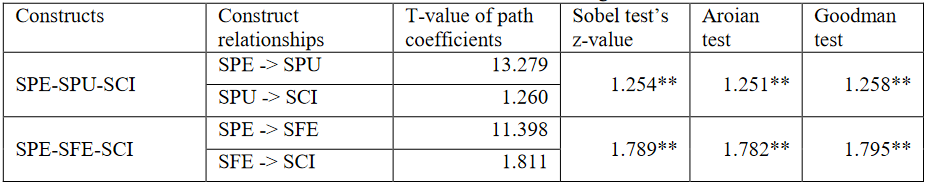 Constructs Construct relationships T-value of path coefficients Sobel test's z-value Aroian test Goodman test
SPE-SPU-SCI SPE -> SPU 13.279 1.254** 1.251** 1.258**
SPU -> SCI 1.260
SPE-SFE-SCI SPE -> SFE 11.398 1.789** 1.782** 1.795**
SFE -> SCI 1.811